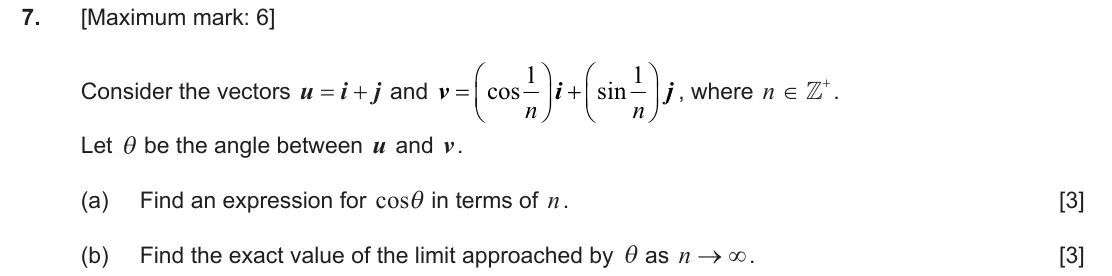 7. [Maximum mark: 6]
Consider the vectors u = i + j and v = (cos 1/n) i + (sin 1/n) j, where n ∈ ℤ⁺.
Let θ be the angle between u and v.
(a) Find an expression for cosθ in terms of n. [3]
(b) Find the exact value of the limit approached by θ as n → ∞. [3]